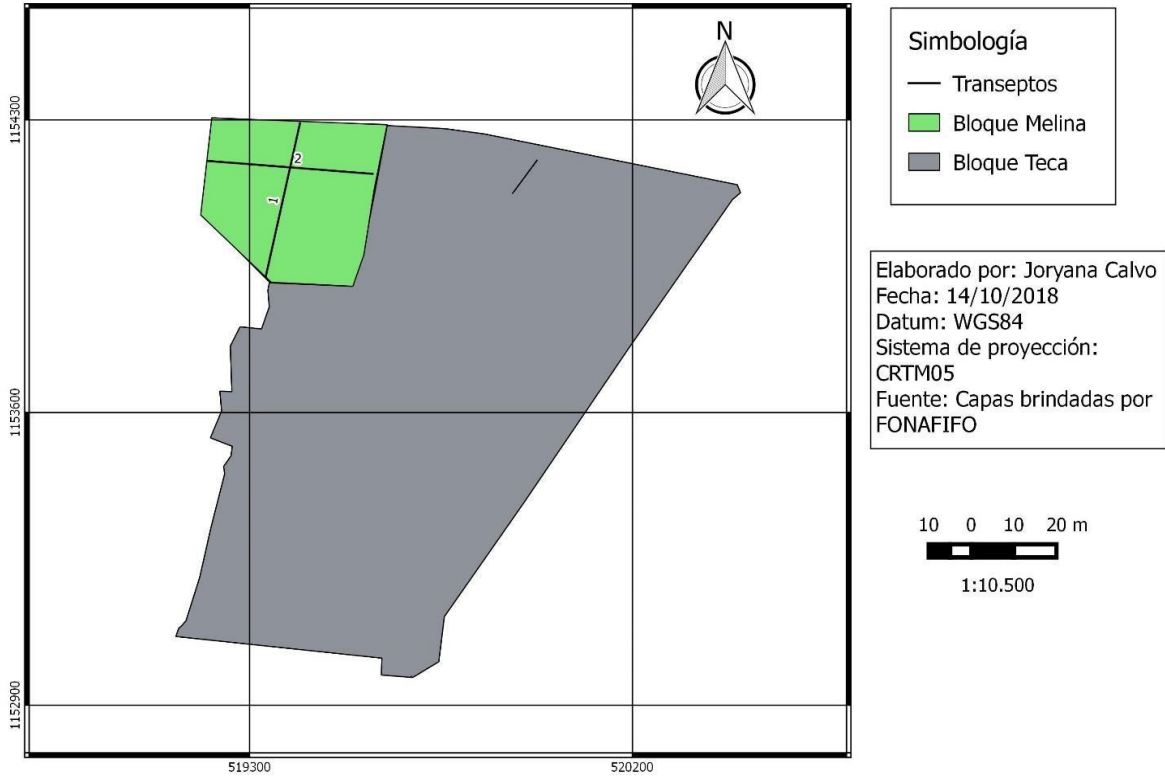 N
1154300
1153600
1152900
519300
520200
2
1
Simbología
Transeptos
Bloque Melina
Bloque Teca
Elaborado por: Joryana Calvo
Fecha: 14/10/2018
Datum: WGS84
Sistema de proyección:
CRTM05
Fuente: Capas brindadas por
FONAFIFO
10 0 10 20 m
1:10.500